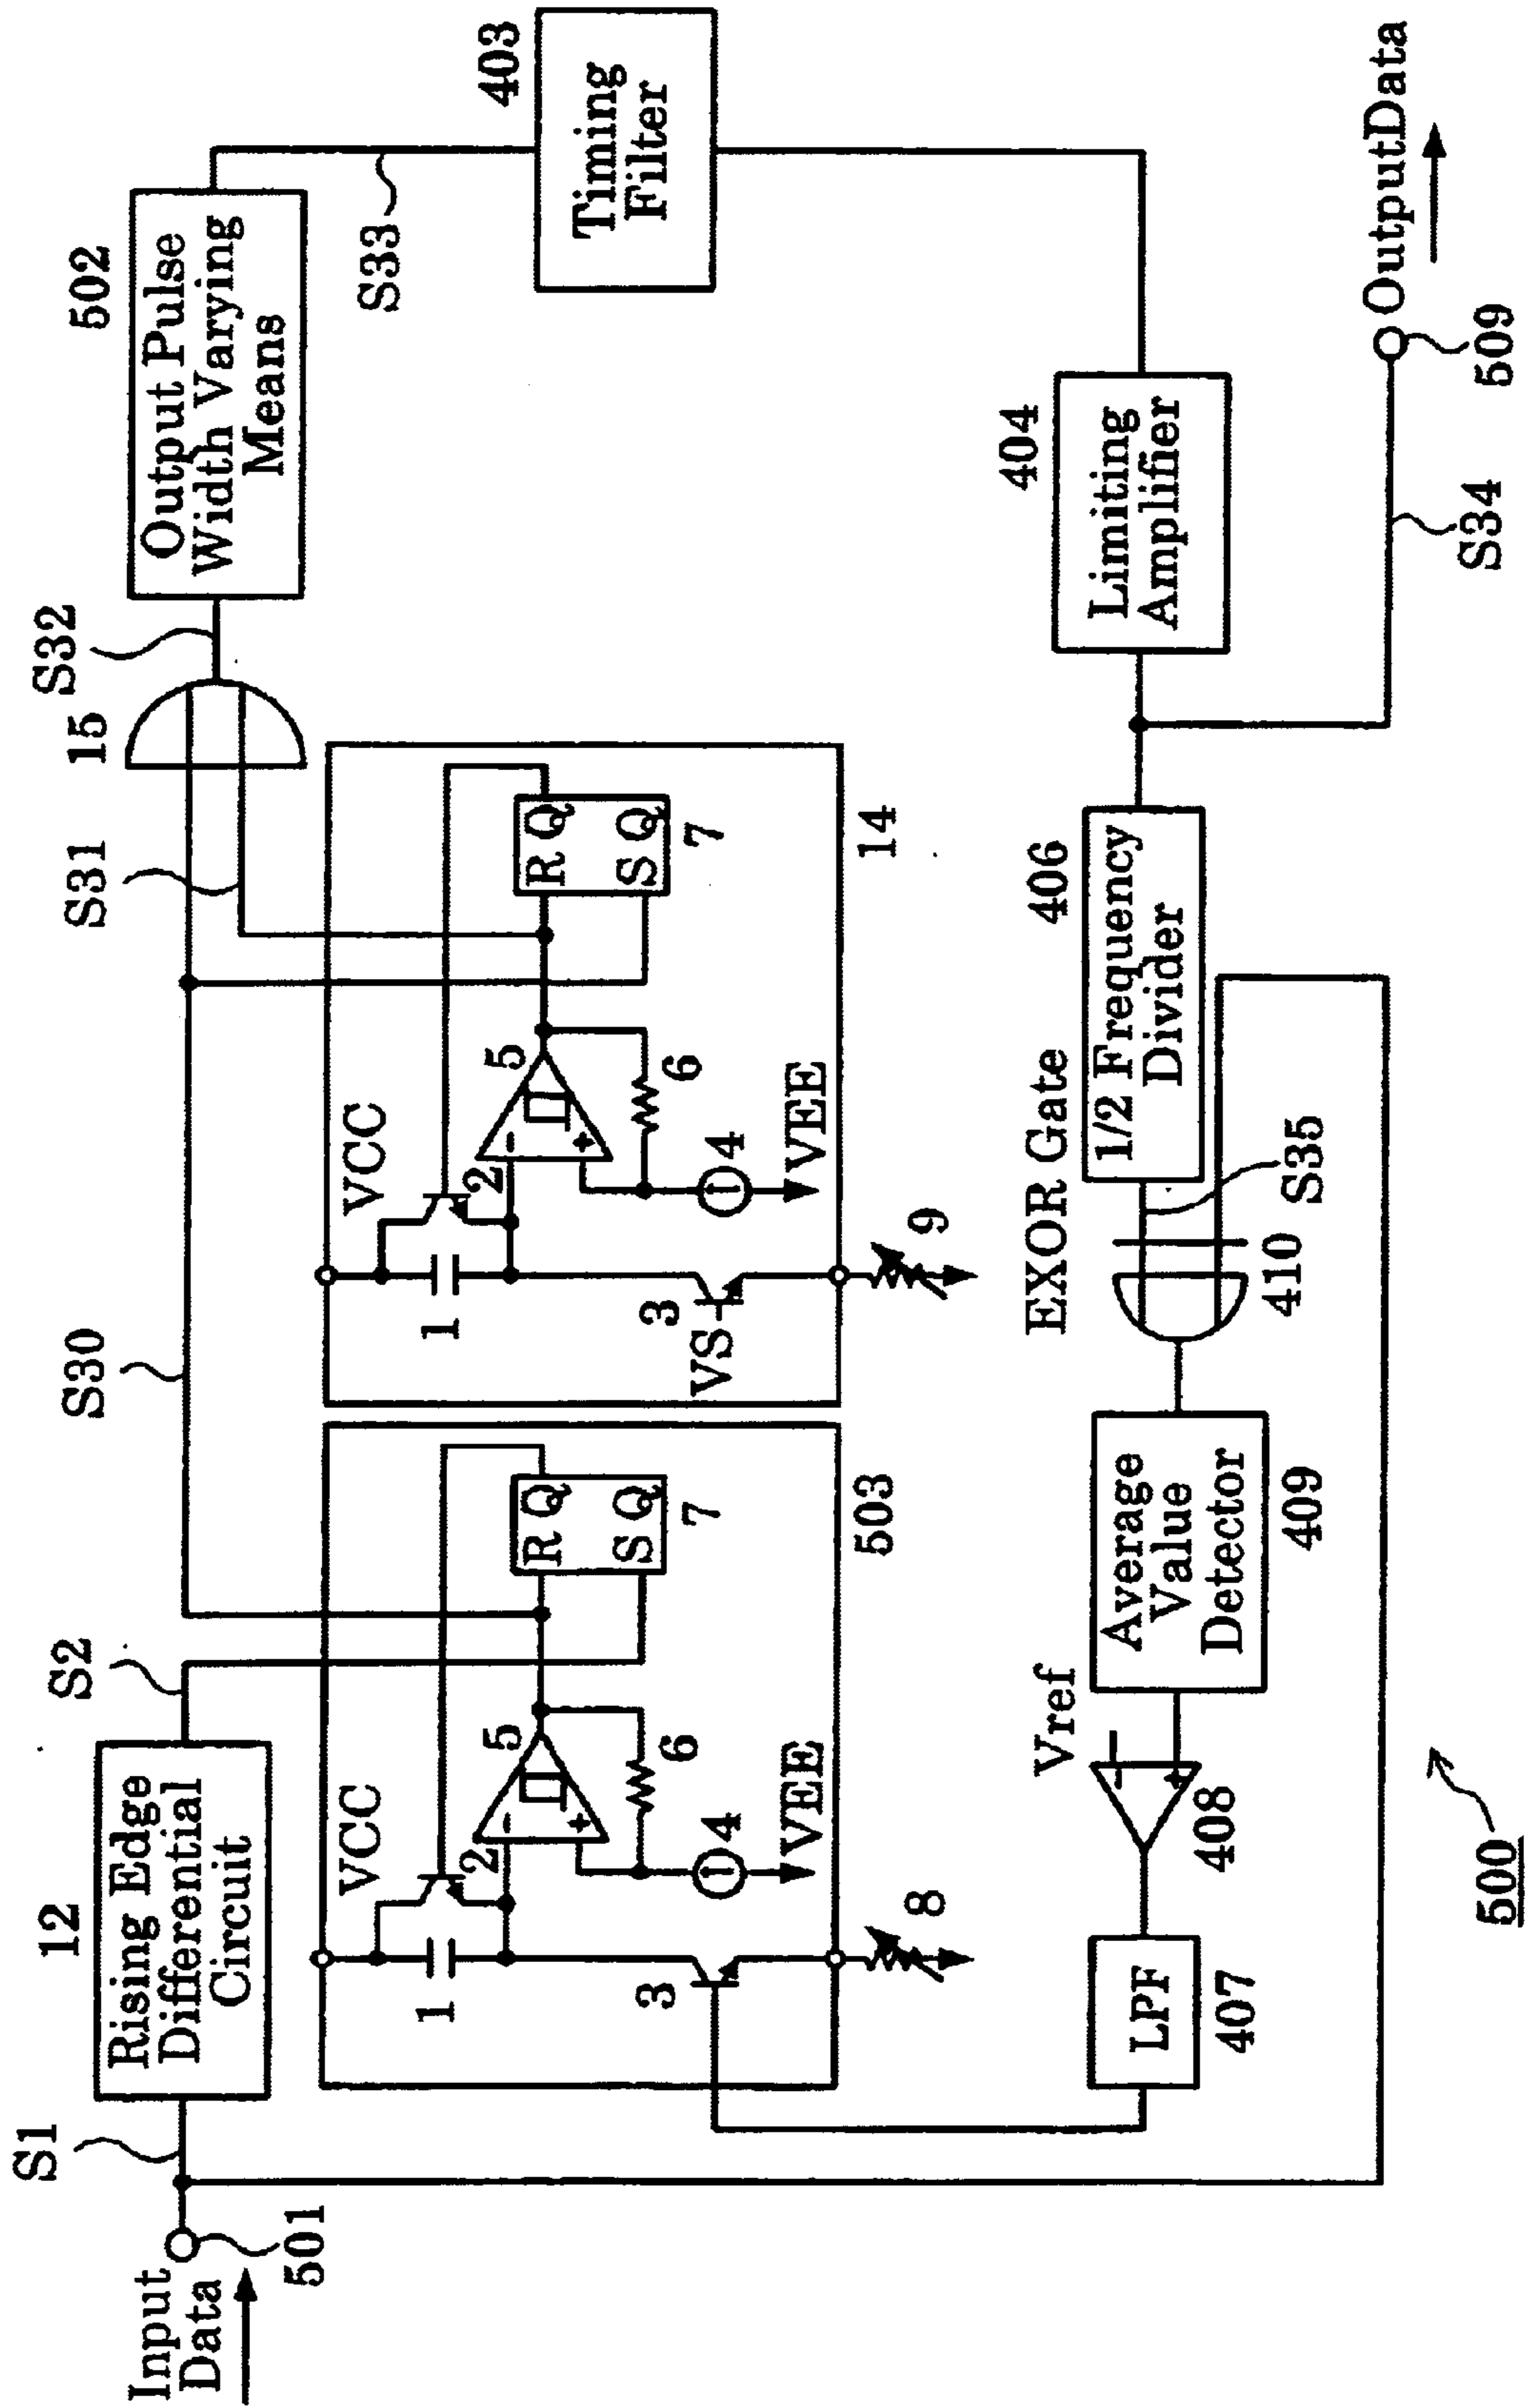 Input
Data
501
S1
12
Rising Edge
Differential
Circuit
S2
S30
S31
15
S32
502
Output Pulse
Width Varying
Means
S33
403
Timing
Filter
VCC
1
2
3
4
VEE
5
6
R Q
S Q
7
8
503
VCC
1
2
3
VS
4
VEE
5
6
R Q
S Q
7
9
14
404
Limiting
Amplifier
S34
509
OutputData
406
1/2 Frequency
Divider
S35
EXOR Gate
410
Average
Value
Detector
409
Vref
408
LPF
407
500
-
+
-
+
-
+